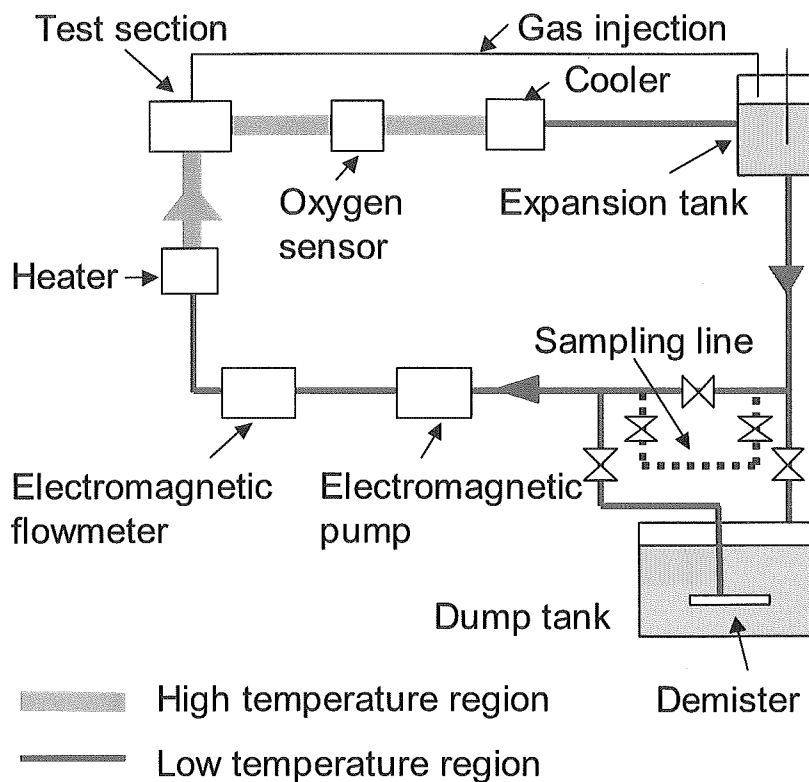 Test section
Gas injection
Cooler
Oxygen
sensor
Expansion tank
Heater
Sampling line
Electromagnetic
flowmeter
Electromagnetic
pump
Dump tank
Demister
High temperature region
Low temperature region